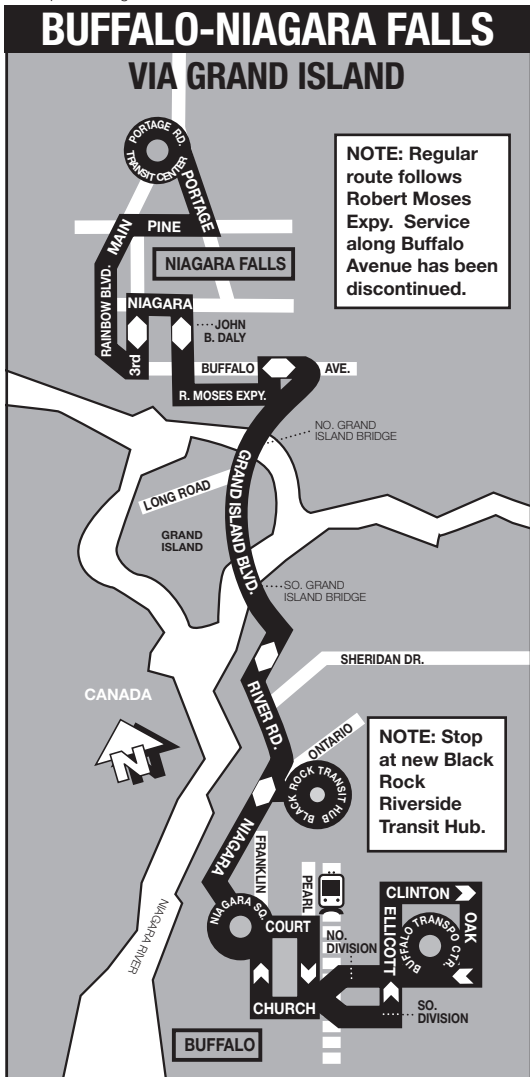 BUFFALO-NIAGARA FALLS
VIA GRAND ISLAND
PORTAGE RD.
TRANSIT CENTER
PORTAGE
NOTE: Regular
route follows
Robert Moses
Expy. Service
along Buffalo
Avenue has been
discontinued.
MAIN
PINE
NIAGARA FALLS
RAINBOW BLVD.
NIAGARA
JOHN
B. DALY
3rd
BUFFALO
AVE.
R. MOSES EXPY.
NO. GRAND
ISLAND BRIDGE
GRAND ISLAND BLVD.
LONG ROAD
GRAND
ISLAND
SO. GRAND
ISLAND BRIDGE
SHERIDAN DR.
CANADA
N
RIVER RD.
ONTARIO
NOTE: Stop
at new Black
Rock
Riverside
Transit Hub.
BLACK ROCK TRANSIT HUB
NIAGARA
FRANKLIN
PEARL
NIAGARA SQ.
COURT
NO.
DIVISION
CLINTON
ELLICOTT
OAK
BUFFALO TRANSPO CTR.
NIAGARA RIVER
CHURCH
SO.
DIVISION
BUFFALO